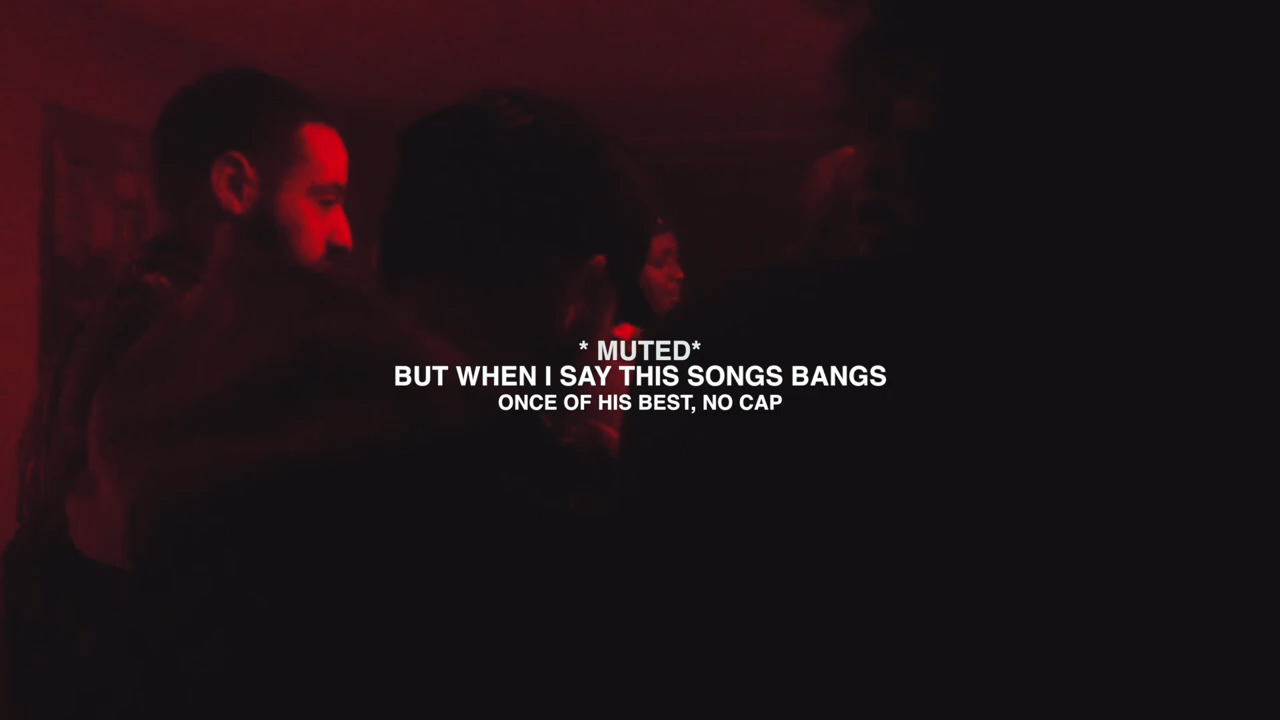 * MUTED*
BUT WHEN I SAY THIS SONGS BANGS
ONCE OF HIS BEST, NO CAP